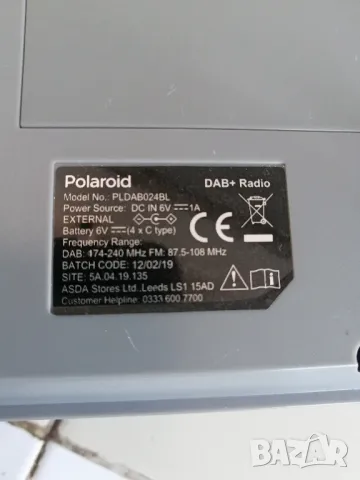 Polaroid DAB+ Radio
Model No.: PLDAB024BL
Power Source: DC IN 6V⎓1A
EXTERNAL
Battery 6V⎓(4 x C type)
Frequency Range:
DAB: 174-240 MHz FM: 87.5-108 MHz
BATCH CODE: 12/02/19
SITE: 5A.04.19.135
ASDA Stores Ltd., Leeds LS1 15AD
Customer Helpline: 0333 600 7700
CE
BAZAR.BG